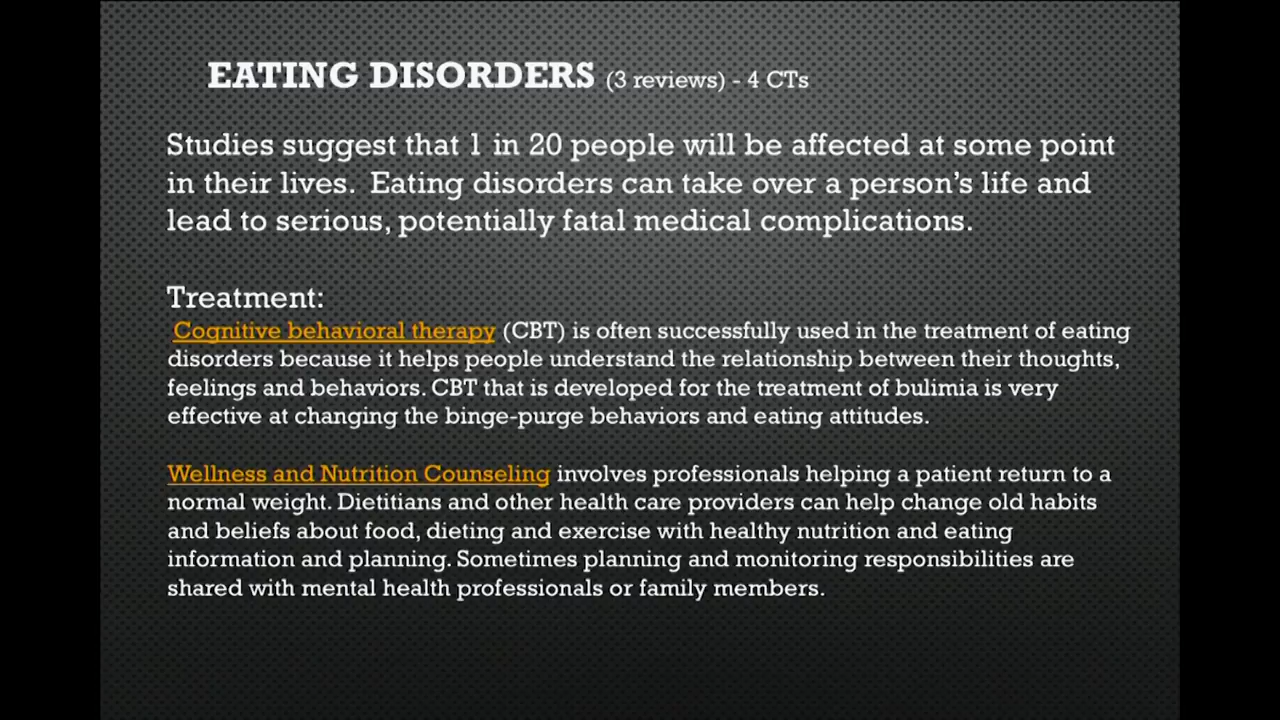 EATING DISORDERS (3 reviews) - 4 CTs
Studies suggest that 1 in 20 people will be affected at some point
in their lives.  Eating disorders can take over a person’s life and
lead to serious, potentially fatal medical complications.
Treatment:
Cognitive behavioral therapy (CBT) is often successfully used in the treatment of eating
disorders because it helps people understand the relationship between their thoughts,
feelings and behaviors. CBT that is developed for the treatment of bulimia is very
effective at changing the binge-purge behaviors and eating attitudes.
Wellness and Nutrition Counseling involves professionals helping a patient return to a
normal weight. Dietitians and other health care providers can help change old habits
and beliefs about food, dieting and exercise with healthy nutrition and eating
information and planning. Sometimes planning and monitoring responsibilities are
shared with mental health professionals or family members.